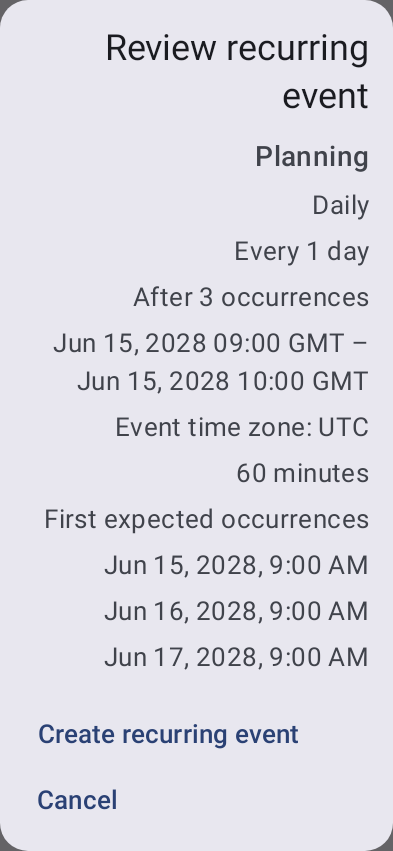 Review recurring
event
Planning
Daily
Every 1 day
After 3 occurrences
Jun 15, 2028 09:00 GMT –
Jun 15, 2028 10:00 GMT
Event time zone: UTC
60 minutes
First expected occurrences
Jun 15, 2028, 9:00 AM
Jun 16, 2028, 9:00 AM
Jun 17, 2028, 9:00 AM
Create recurring event
Cancel